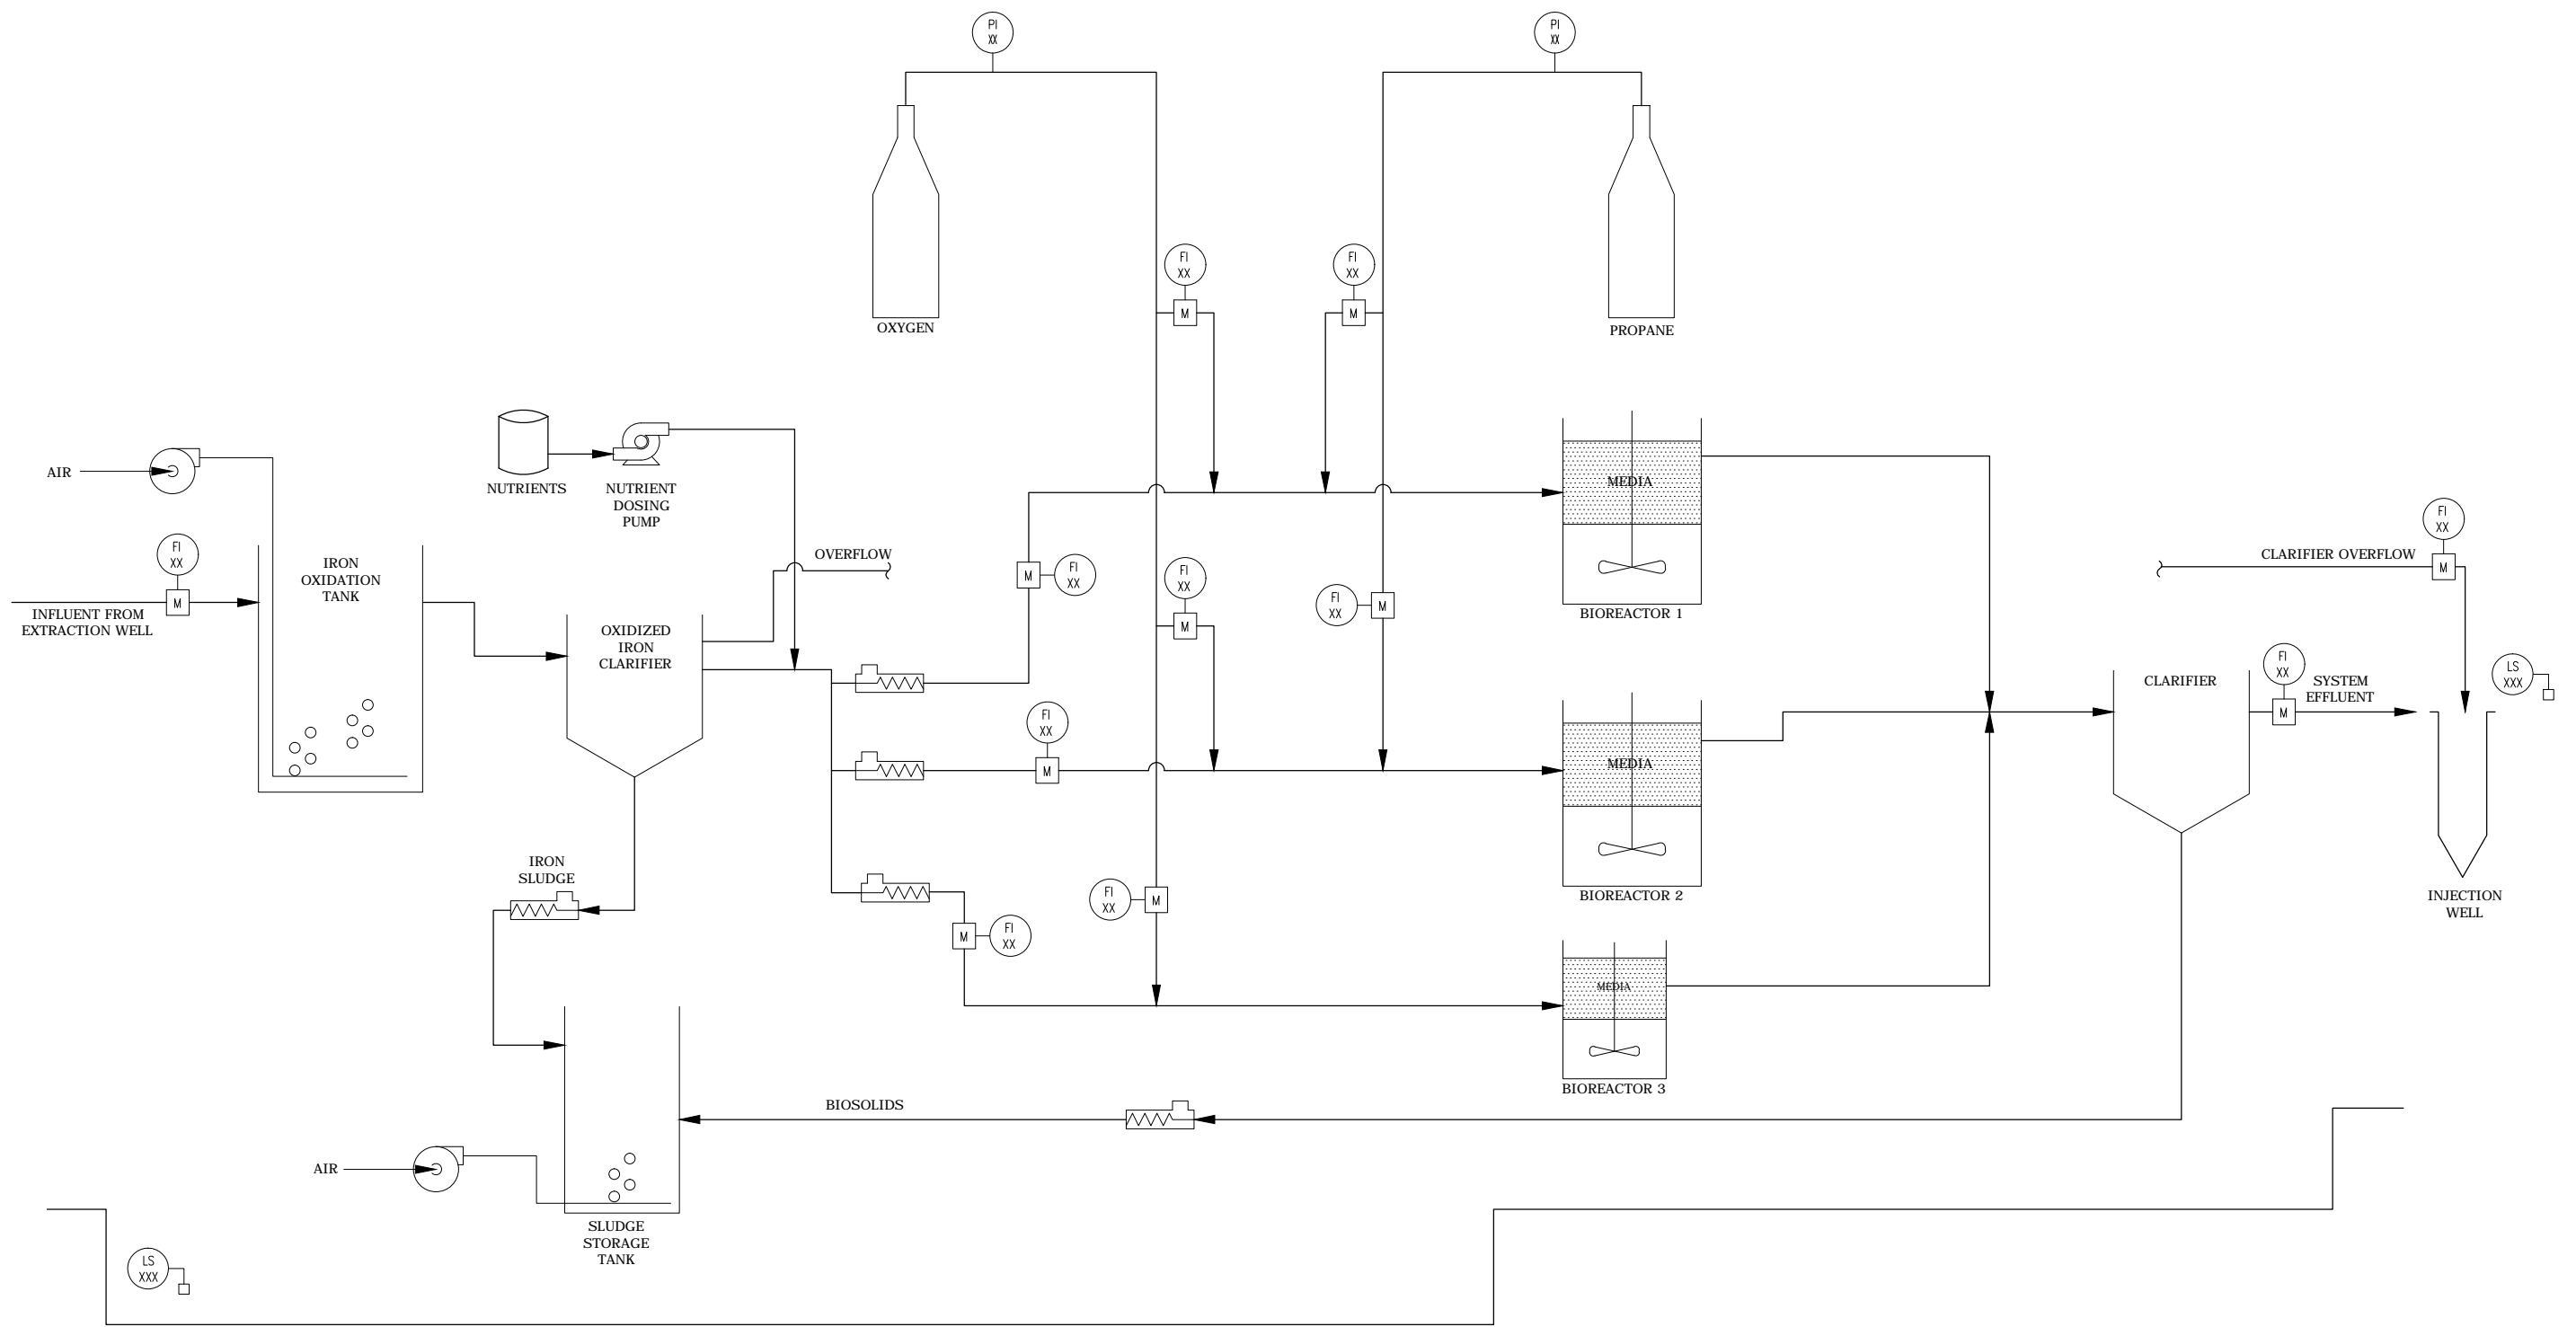 PI
XX
PI
XX
OXYGEN
PROPANE
FI
XX
M
FI
XX
M
NUTRIENTS
NUTRIENT
DOSING
PUMP
AIR
FI
XX
M
INFLUENT FROM
EXTRACTION WELL
IRON
OXIDATION
TANK
OVERFLOW
OXIDIZED
IRON
CLARIFIER
M
FI
XX
FI
XX
M
FI
XX
M
MEDIA
BIOREACTOR 1
FI
XX
M
CLARIFIER OVERFLOW
FI
XX
M
MEDIA
BIOREACTOR 2
CLARIFIER
FI
XX
M
SYSTEM
EFFLUENT
LS
XXX
INJECTION
WELL
IRON
SLUDGE
M
FI
XX
FI
XX
M
MEDIA
BIOREACTOR 3
BIOSOLIDS
AIR
SLUDGE
STORAGE
TANK
LS
XXX